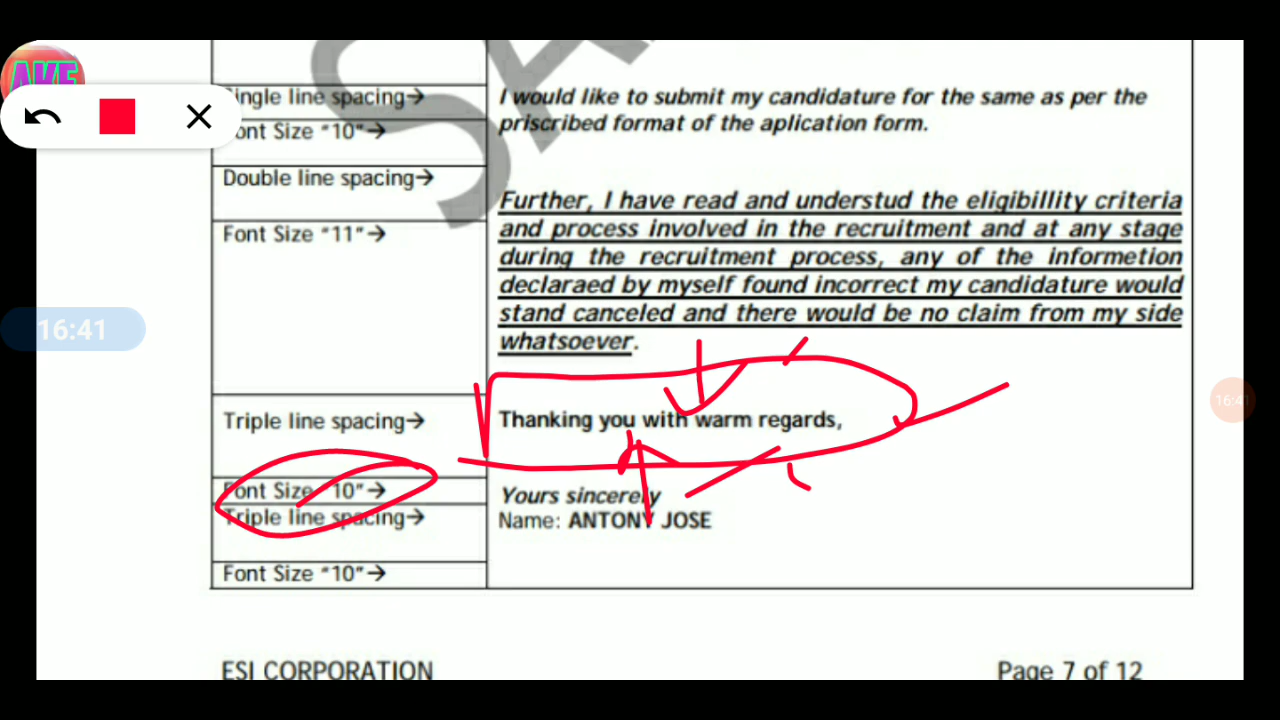 AKE
Single line spacing→
I would like to submit my candidature for the same as per the
priscribed format of the aplication form.
Font Size "10"→
Double line spacing→
Further, I have read and understud the eligibillity criteria
and process involved in the recruitment and at any stage
during the recruitment process, any of the informetion
declaraed by myself found incorrect my candidature would
stand canceled and there would be no claim from my side
whatsoever.
Font Size "11"→
16:41
16:41
Triple line spacing→
Thanking you with warm regards,
Font Size "10"→
Yours sincerely
Triple line spacing→
Name: ANTONY JOSE
Font Size "10"→
ESI CORPORATION
Page 7 of 12